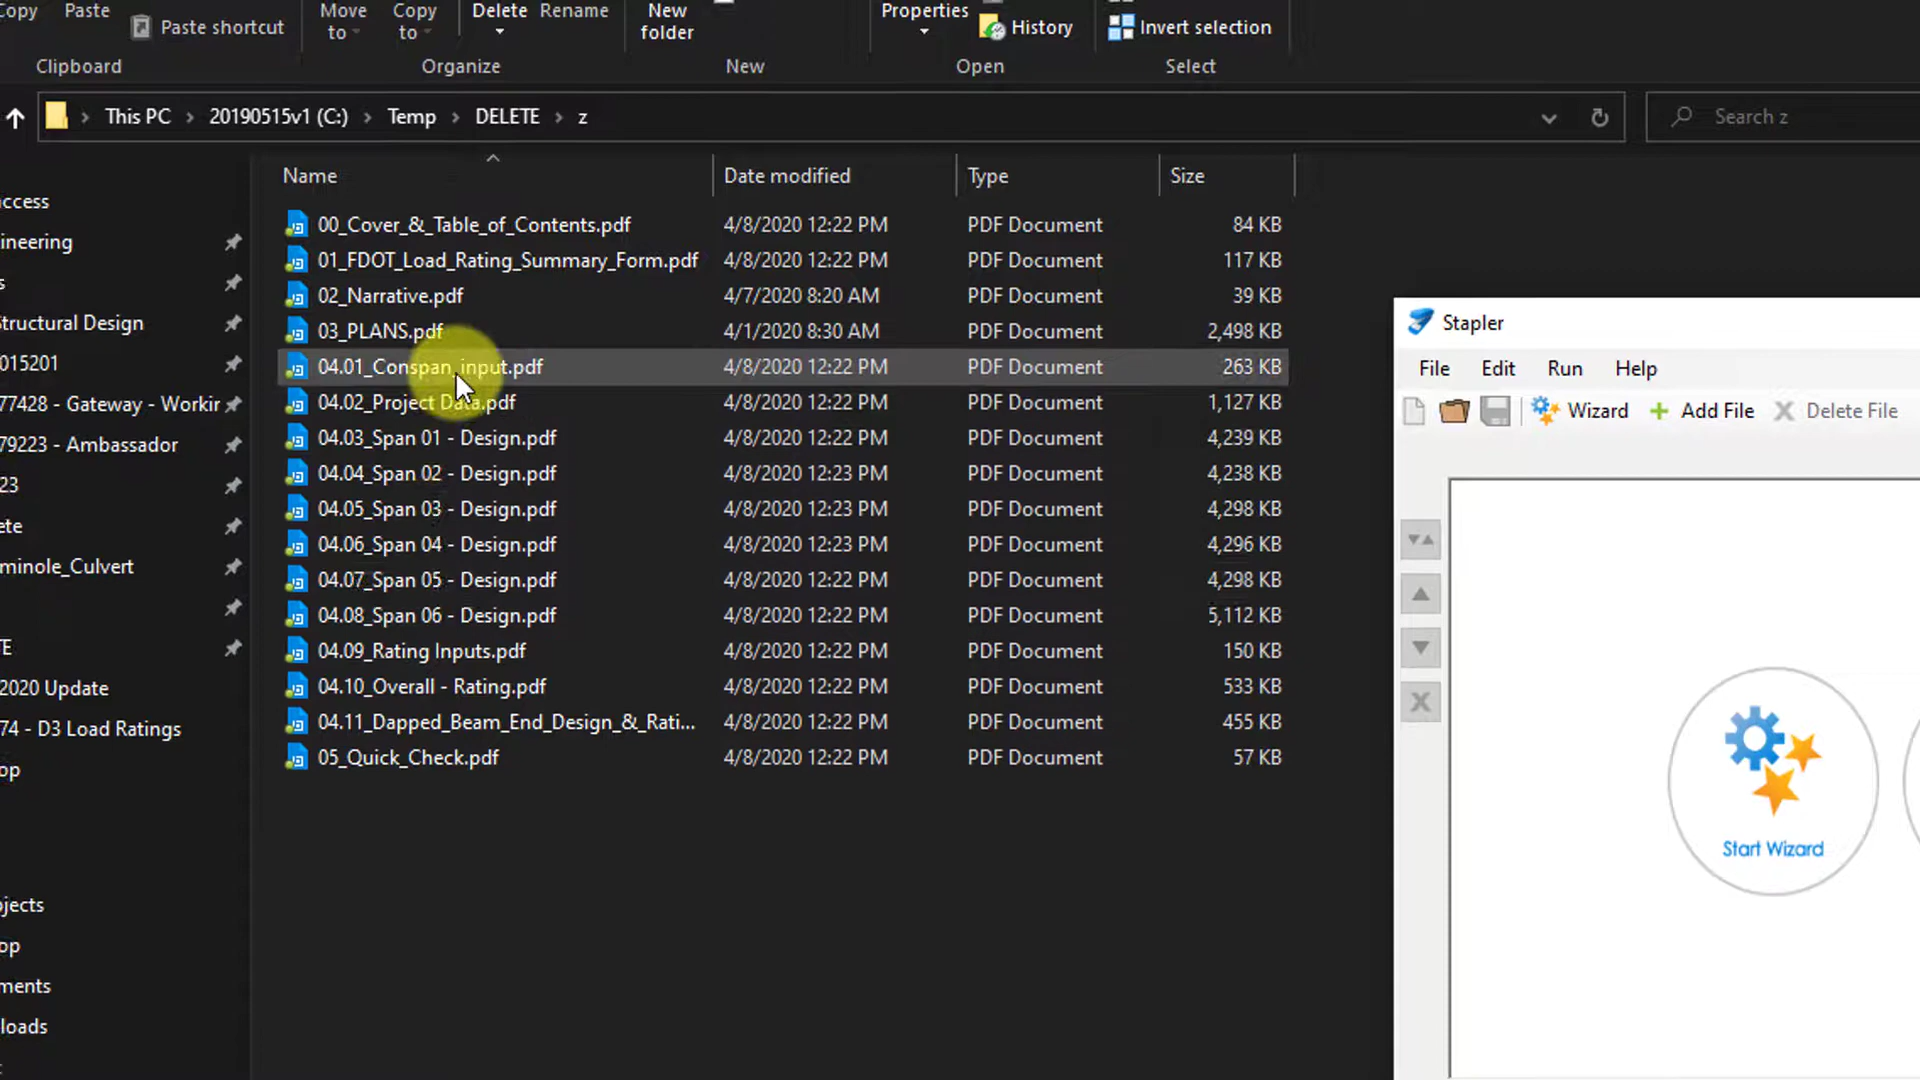 Copy
Paste
Paste shortcut
Move to
Copy to
Delete
Rename
New folder
Properties
History
Invert selection
Clipboard
Organize
New
Open
Select
This PC > 20190515v1 (C:) > Temp > DELETE > z
Search z
Name Date modified Type Size
00_Cover_&_Table_of_Contents.pdf 4/8/2020 12:22 PM PDF Document 84 KB
01_FDOT_Load_Rating_Summary_Form.pdf 4/8/2020 12:22 PM PDF Document 117 KB
02_Narrative.pdf 4/7/2020 8:20 AM PDF Document 39 KB
03_PLANS.pdf 4/1/2020 8:30 AM PDF Document 2,498 KB
04.01_Conspan_input.pdf 4/8/2020 12:22 PM PDF Document 263 KB
04.02_Project Data.pdf 4/8/2020 12:22 PM PDF Document 1,127 KB
04.03_Span 01 - Design.pdf 4/8/2020 12:22 PM PDF Document 4,239 KB
04.04_Span 02 - Design.pdf 4/8/2020 12:23 PM PDF Document 4,238 KB
04.05_Span 03 - Design.pdf 4/8/2020 12:23 PM PDF Document 4,298 KB
04.06_Span 04 - Design.pdf 4/8/2020 12:23 PM PDF Document 4,296 KB
04.07_Span 05 - Design.pdf 4/8/2020 12:22 PM PDF Document 4,298 KB
04.08_Span 06 - Design.pdf 4/8/2020 12:22 PM PDF Document 5,112 KB
04.09_Rating Inputs.pdf 4/8/2020 12:22 PM PDF Document 150 KB
04.10_Overall - Rating.pdf 4/8/2020 12:22 PM PDF Document 533 KB
04.11_Dapped_Beam_End_Design_&_Rati... 4/8/2020 12:22 PM PDF Document 455 KB
05_Quick_Check.pdf 4/8/2020 12:22 PM PDF Document 57 KB
ccess
ineering
s
Structural Design
015201
77428 - Gateway - Workir
79223 - Ambassador
23
ete
minole_Culvert
TE
2020 Update
74 - D3 Load Ratings
op
jects
op
ments
loads
Stapler
File Edit Run Help
Wizard Add File Delete File
Start Wizard